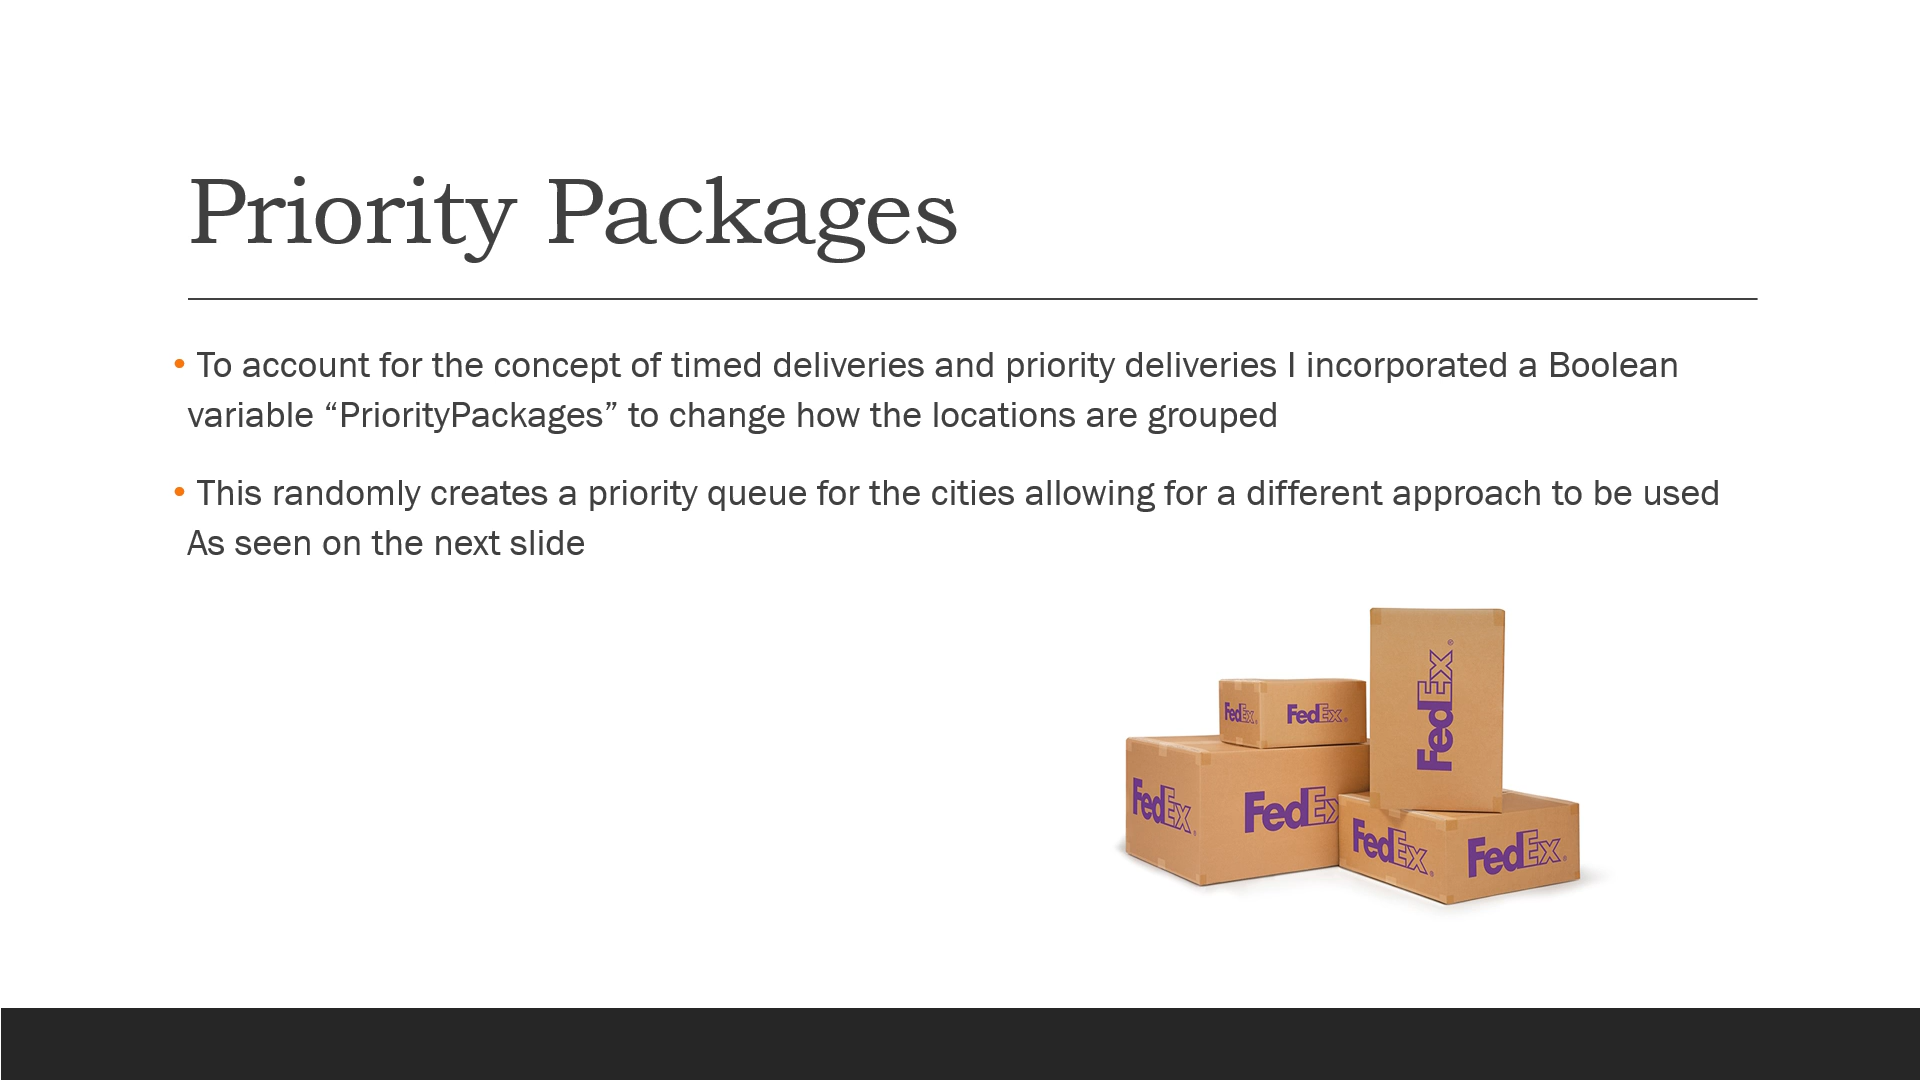 Priority Packages
• To account for the concept of timed deliveries and priority deliveries I incorporated a Boolean
variable “PriorityPackages” to change how the locations are grouped
• This randomly creates a priority queue for the cities allowing for a different approach to be used
As seen on the next slide
FedEx®
FedEx®
FedEx®
FedEx®
FedEx
FedEx®
FedEx®